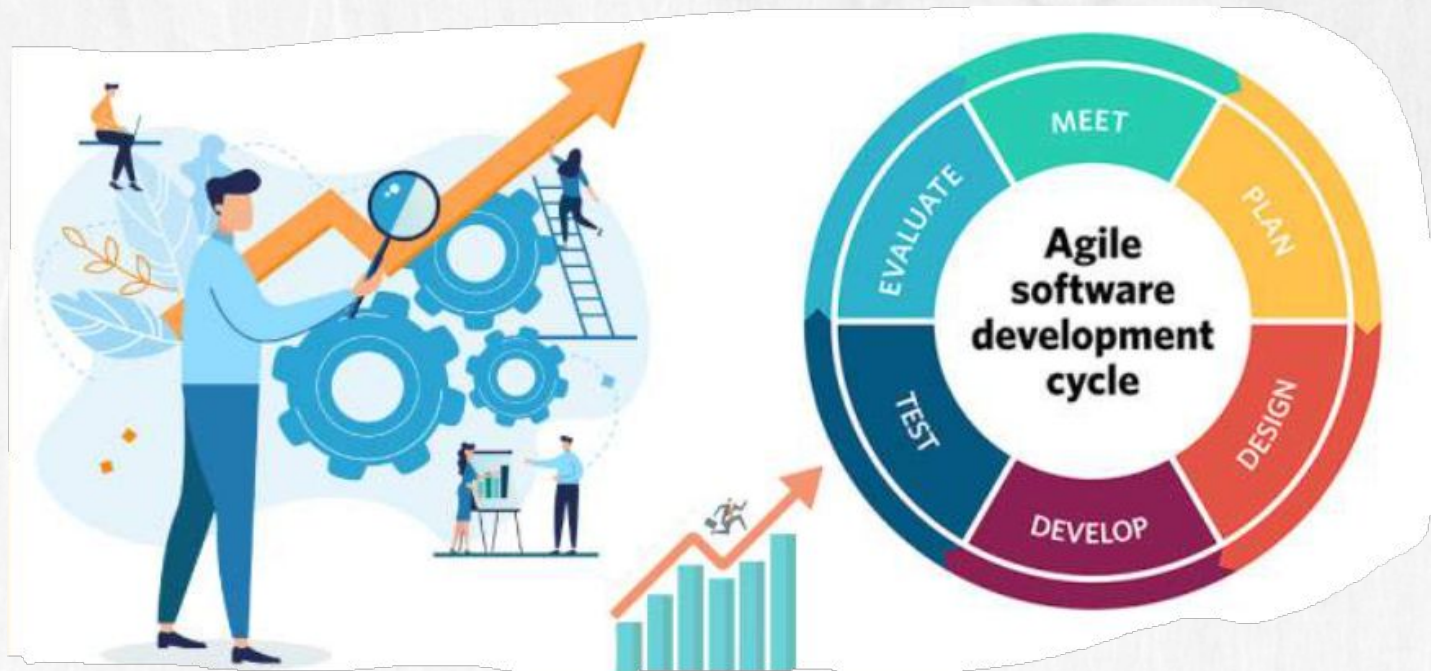 MEET
PLAN
DESIGN
DEVELOP
TEST
EVALUATE
Agile
software
development
cycle